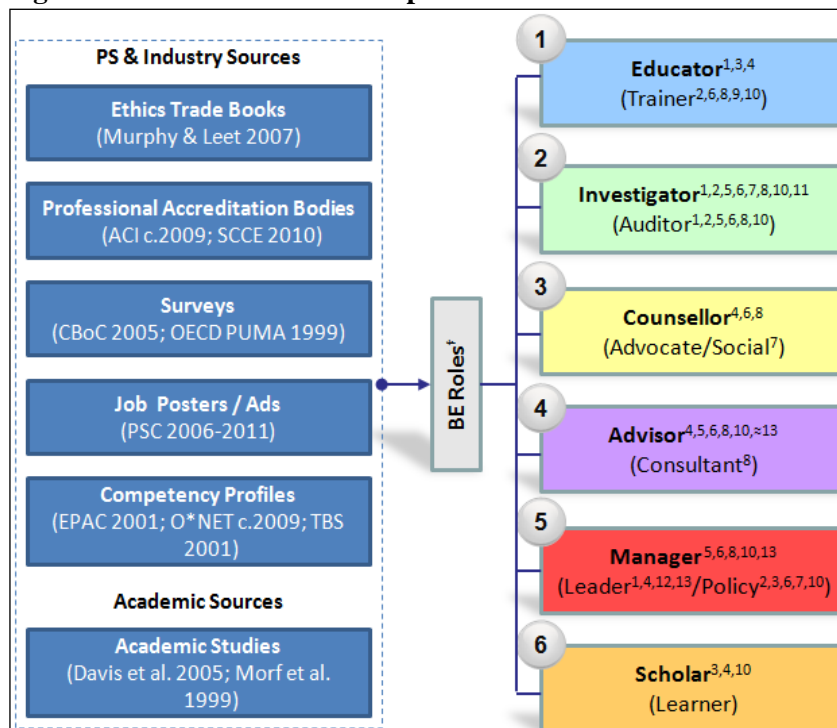 PS & Industry Sources
Ethics Trade Books
(Murphy & Leet 2007)
Professional Accreditation Bodies
(ACI c.2009; SCCE 2010)
Surveys
(CBoC 2005; OECD PUMA 1999)
Job Posters / Ads
(PSC 2006-2011)
Competency Profiles
(EPAC 2001; O*NET c.2009; TBS
2001)
Academic Sources
Academic Studies
(Davis et al. 2005; Morf et al.
1999)
BE Roles‡
1
Educator1,3,4
(Trainer2,6,8,9,10)
2
Investigator1,2,5,6,7,8,10,11
(Auditor1,2,5,6,8,10)
3
Counsellor4,6,8
(Advocate/Social7)
4
Advisor4,5,6,8,10,≈13
(Consultant8)
5
Manager5,6,8,10,13
(Leader1,4,12,13/Policy2,3,6,7,10)
6
Scholar3,4,10
(Learner)